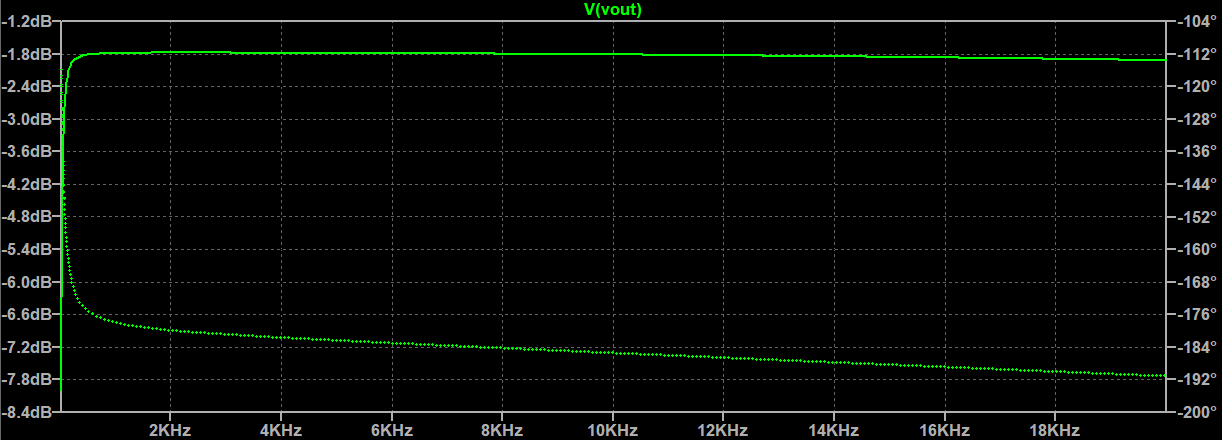 V(vout)
-1.2dB
-1.8dB
-2.4dB
-3.0dB
-3.6dB
-4.2dB
-4.8dB
-5.4dB
-6.0dB
-6.6dB
-7.2dB
-7.8dB
-8.4dB
-104°
-112°
-120°
-128°
-136°
-144°
-152°
-160°
-168°
-176°
-184°
-192°
-200°
2KHz 4KHz 6KHz 8KHz 10KHz 12KHz 14KHz 16KHz 18KHz